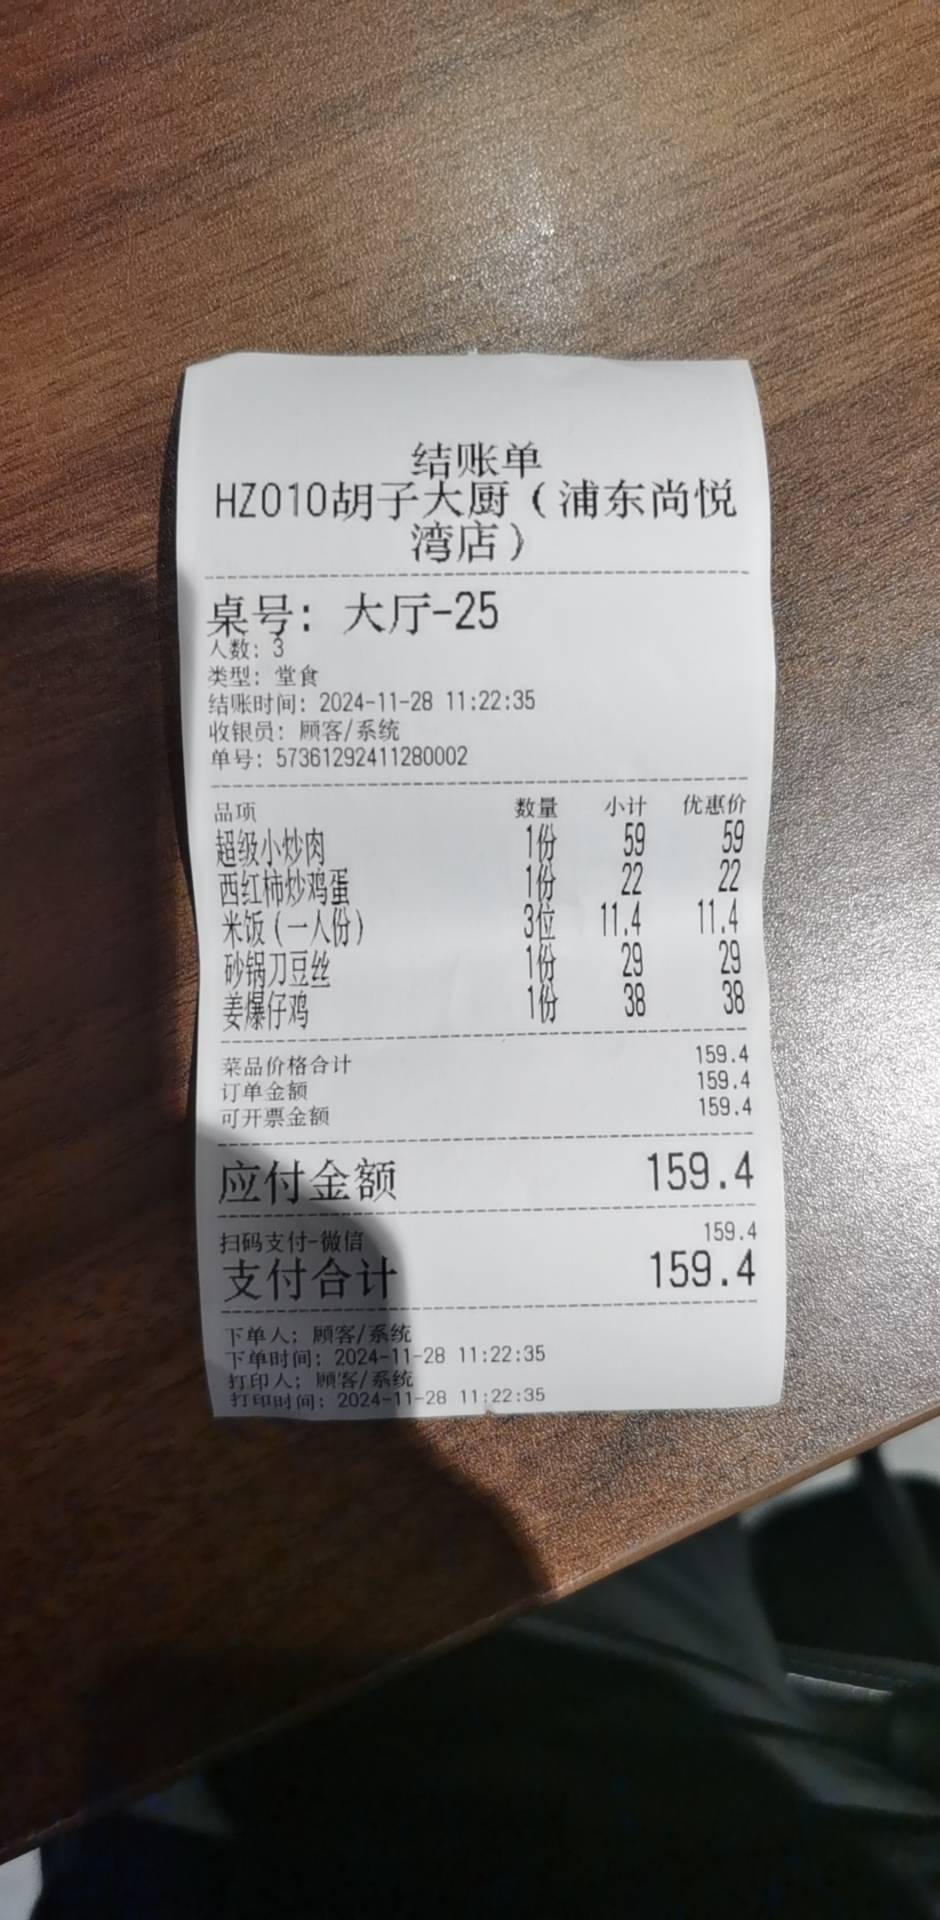 结账单
HZ010胡子大厨（浦东尚悦
湾店）
桌号: 大厅-25
人数: 3
类型: 堂食
结账时间: 2024-11-28 11:22:35
收银员: 顾客/系统
单号: 57361292411280002
品项 数量 小计 优惠价
超级小炒肉 1份 59 59
西红柿炒鸡蛋 1份 22 22
米饭(一人份) 3位 11.4 11.4
砂锅刀豆丝 1份 29 29
姜爆仔鸡 1份 38 38
菜品价格合计 159.4
订单金额 159.4
可开票金额 159.4
应付金额 159.4
扫码支付-微信 159.4
支付合计 159.4
下单人: 顾客/系统
下单时间: 2024-11-28 11:22:35
打印人: 顾客/系统
打印时间: 2024-11-28 11:22:35